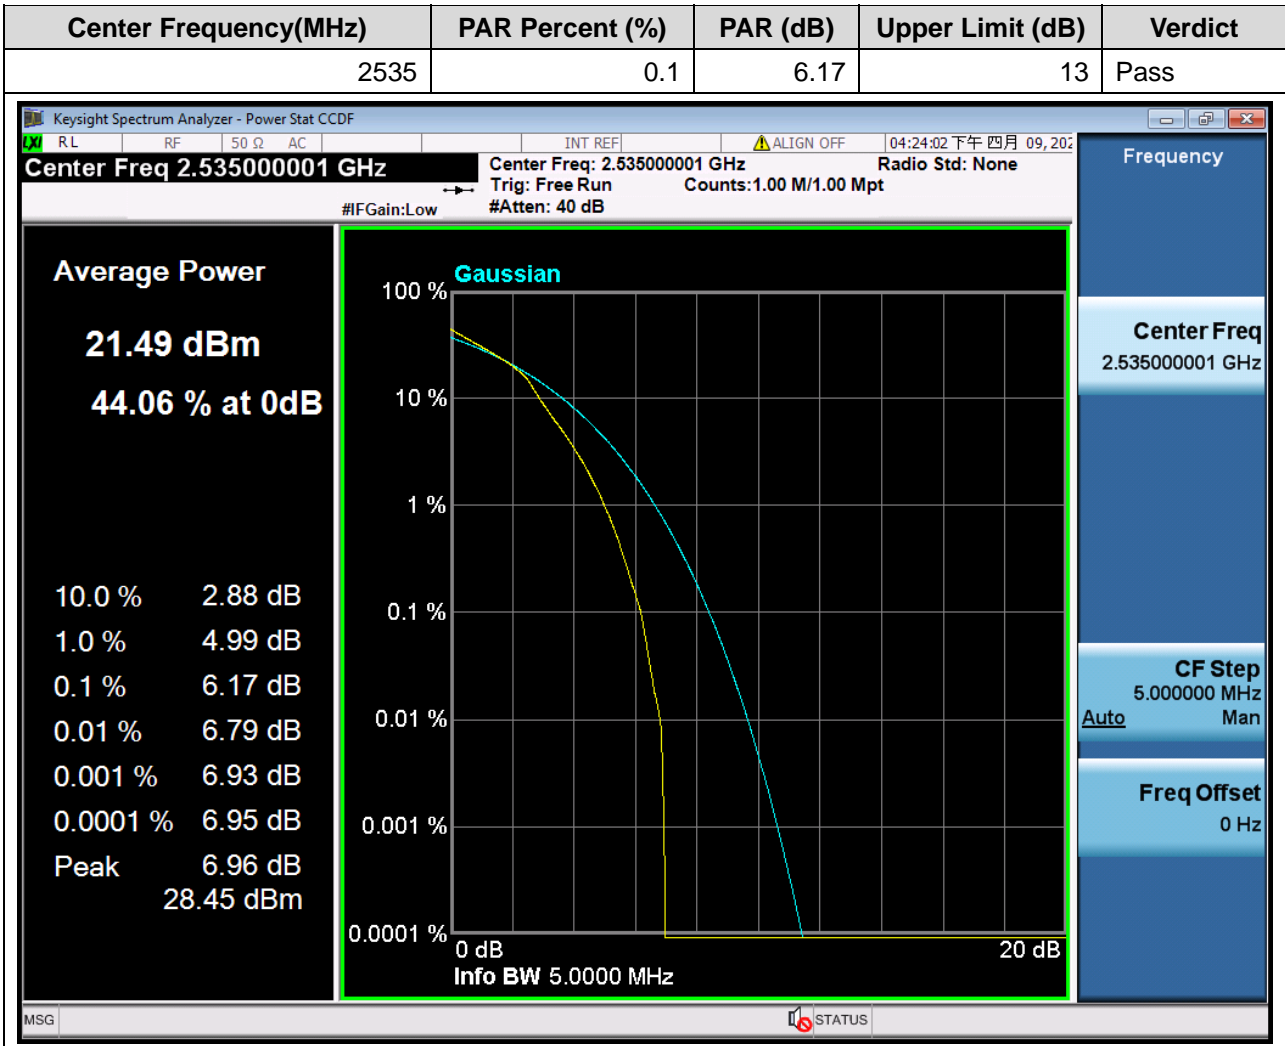 Center Frequency(MHz) PAR Percent (%) PAR (dB) Upper Limit (dB) Verdict
2535 0.1 6.17 13 Pass
Keysight Spectrum Analyzer - Power Stat CCDF
LXI RL RF 50 Ω AC INT REF ALIGN OFF 04:24:02 下午 四月 09, 202
Center Freq 2.535000001 GHz
Center Freq: 2.535000001 GHz Radio Std: None
Trig: Free Run Counts:1.00 M/1.00 Mpt
#IFGain:Low #Atten: 40 dB
Average Power
21.49 dBm
44.06 % at 0dB
10.0 % 2.88 dB
1.0 % 4.99 dB
0.1 % 6.17 dB
0.01 % 6.79 dB
0.001 % 6.93 dB
0.0001 % 6.95 dB
Peak 6.96 dB
28.45 dBm
Gaussian
100 %
10 %
1 %
0.1 %
0.01 %
0.001 %
0.0001 %
0 dB 20 dB
Info BW 5.0000 MHz
Frequency
Center Freq
2.535000001 GHz
CF Step
5.000000 MHz
Auto Man
Freq Offset
0 Hz
MSG STATUS